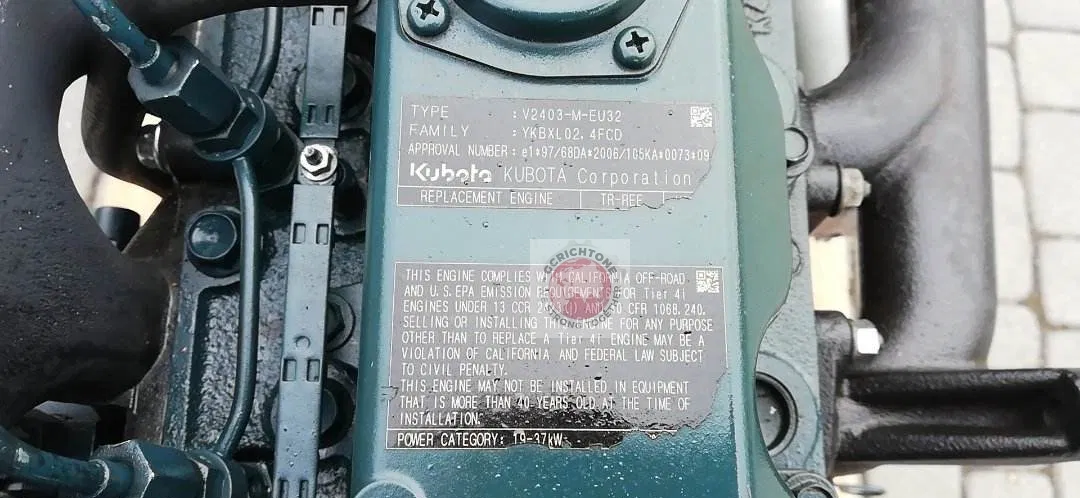 TYPE : V2403-M-EU32
FAMILY : YKBXL02.4FCD
APPROVAL NUMBER : e1*97/68DA*2006/105KA*0073*09
Kubota KUBOTA Corporation
REPLACEMENT ENGINE TR-REE
THIS ENGINE COMPLIES WITH CALIFORNIA OFF-ROAD
AND U.S. EPA EMISSION REQUIREMENTS FOR Tier 4i
ENGINES UNDER 13 CCR AND CFR 1068.240.
SELLING OR INSTALLING THIS ENGINE FOR ANY PURPOSE
OTHER THAN TO REPLACE A Tier 4i ENGINE MAY BE A
VIOLATION OF CALIFORNIA AND FEDERAL LAW SUBJECT
TO CIVIL PENALTY.
THIS ENGINE MAY NOT BE INSTALLED IN EQUIPMENT
THAT IS MORE THAN 40 YEARS OLD AT THE TIME OF
INSTALLATION.
POWER CATEGORY: 19-37kW